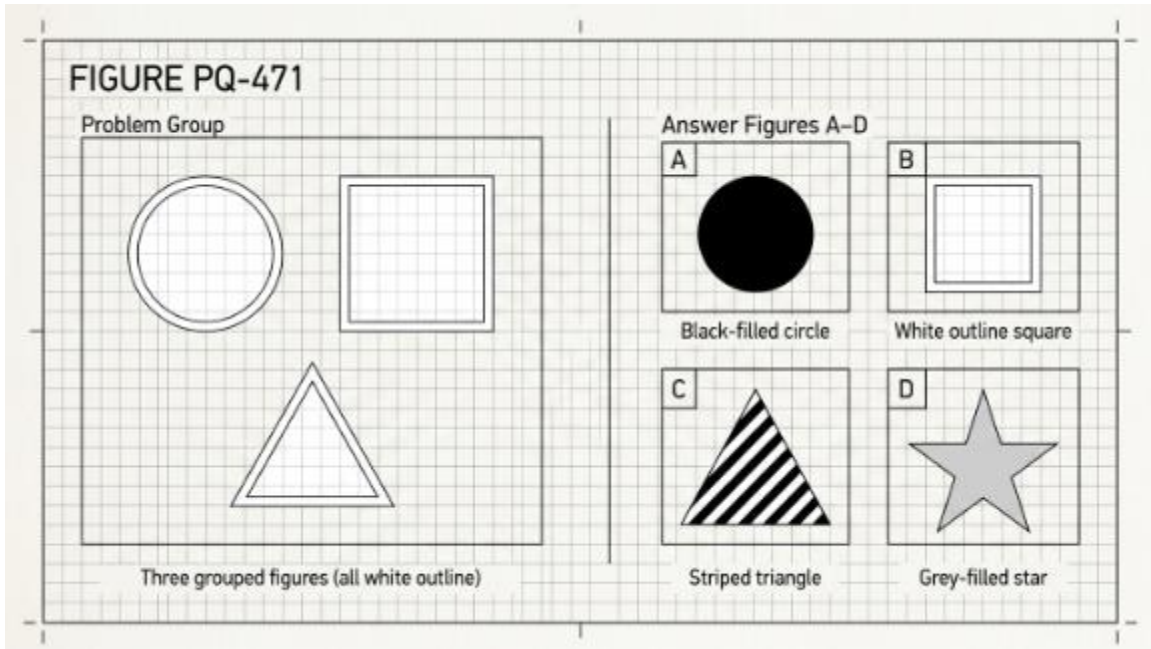 FIGURE PQ-471
Problem Group
Three grouped figures (all white outline)
Answer Figures A–D
A
Black-filled circle
B
White outline square
C
Striped triangle
D
Grey-filled star